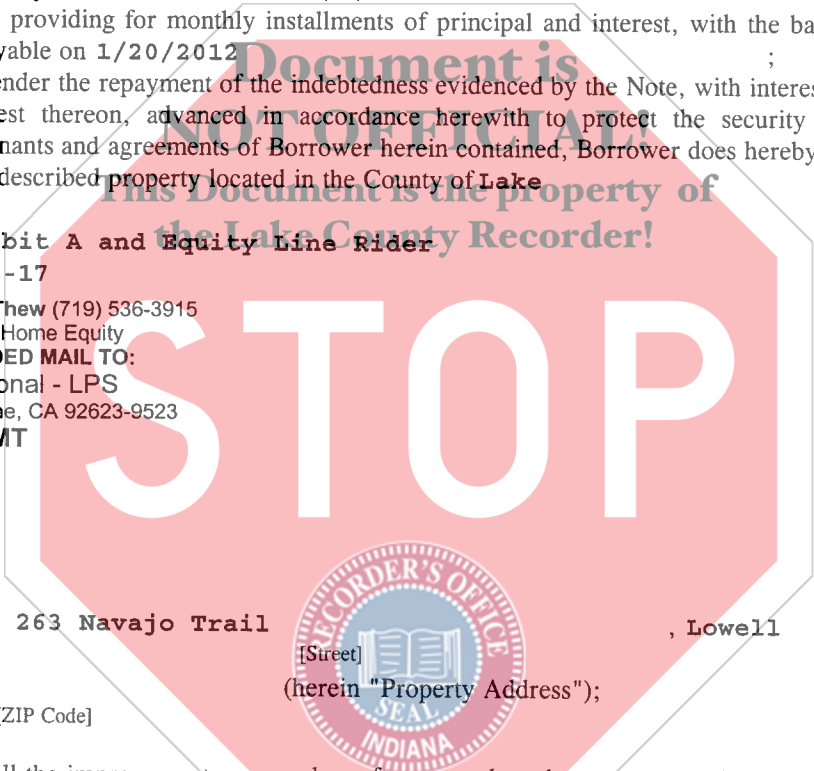 providing for monthly installments of principal and interest, with the ba
yable on 1/20/2012 ;
Document is
ender the repayment of the indebtedness evidenced by the Note, with interes
est thereon, advanced in accordance herewith to protect the security
NOT OFFICIAL!
nants and agreements of Borrower herein contained, Borrower does hereby
described property located in the County of Lake
This Document is the property of
the Lake County Recorder!
bit A and Equity Line Rider
-17
Thew (719) 536-3915
Home Equity
DED MAIL TO:
onal - LPS
ne, CA 92623-9523
MT
STOP
RECORDER'S OFFICE
263 Navajo Trail , Lowell
[Street]
(herein "Property Address");
SEAL
[ZIP Code]
INDIANA